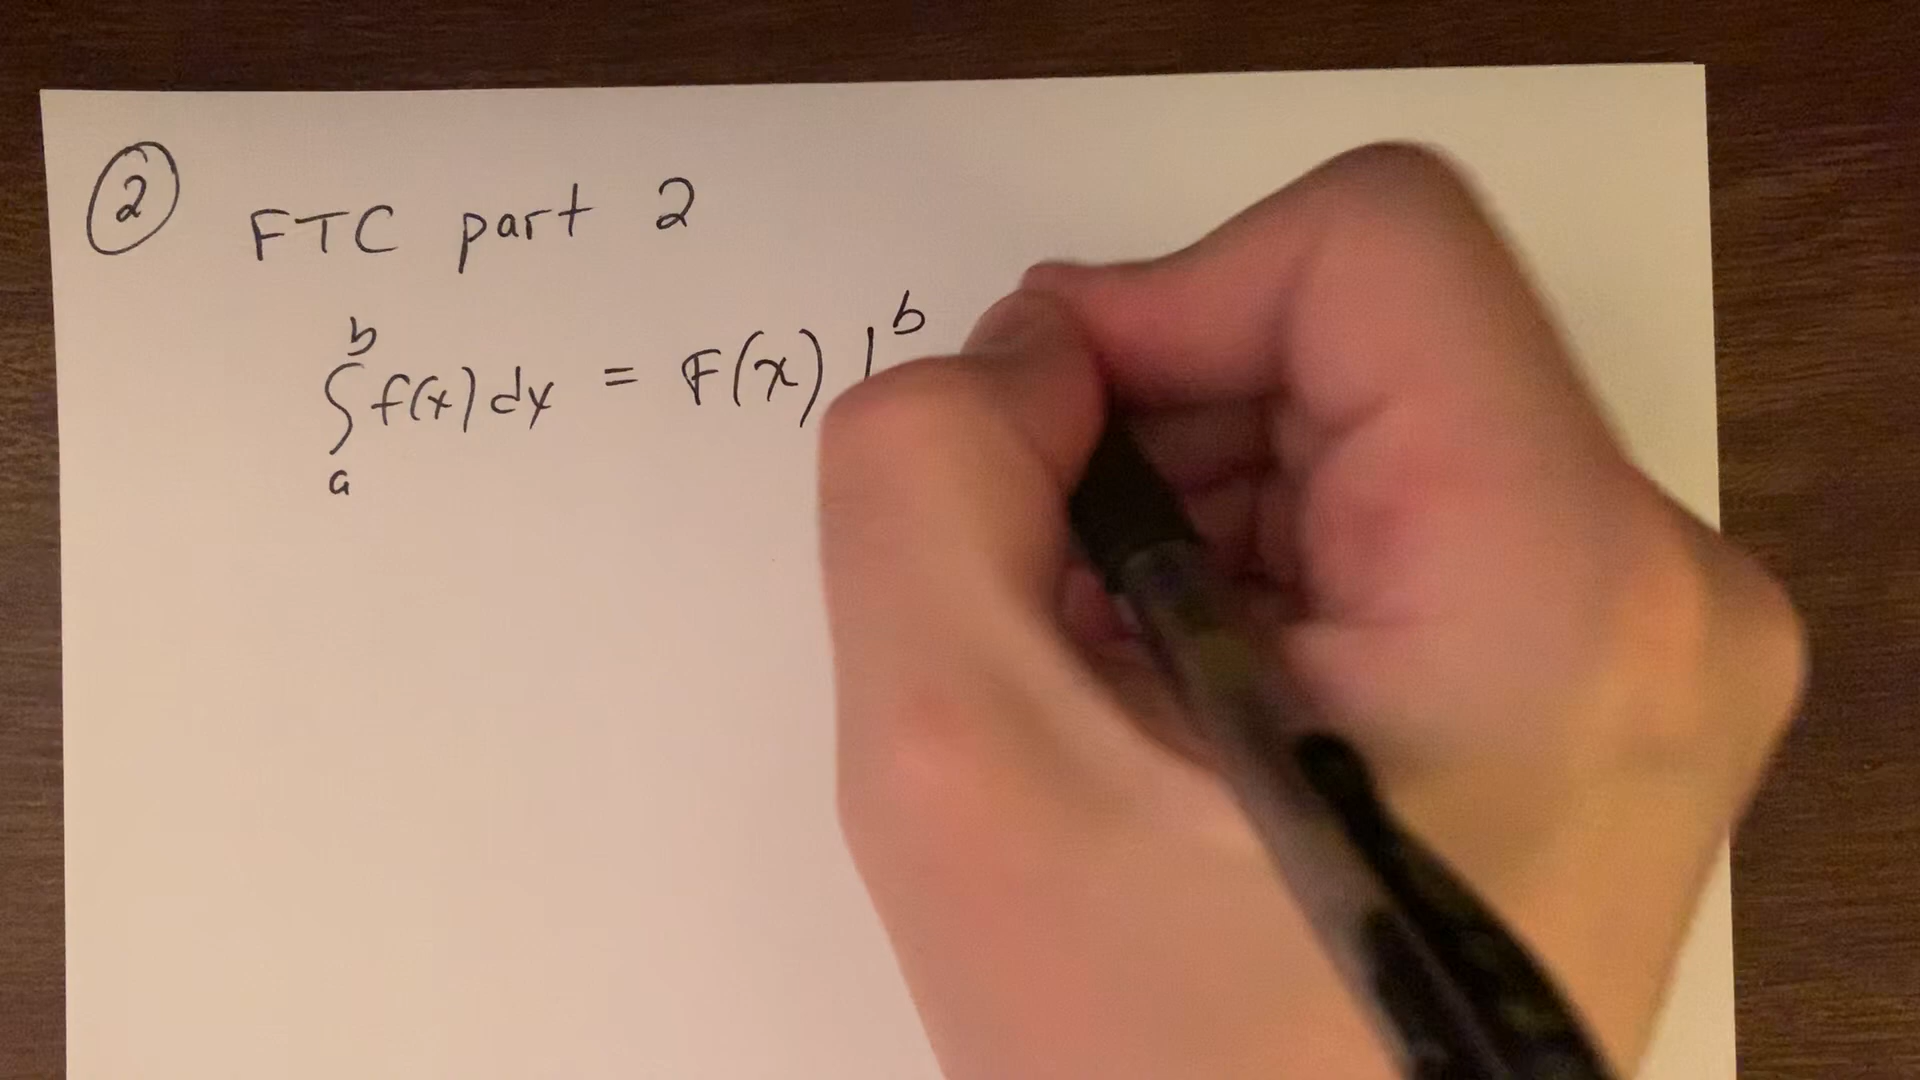 ② FTC part 2
b
∫ f(x) dx = F(x) |^b
a